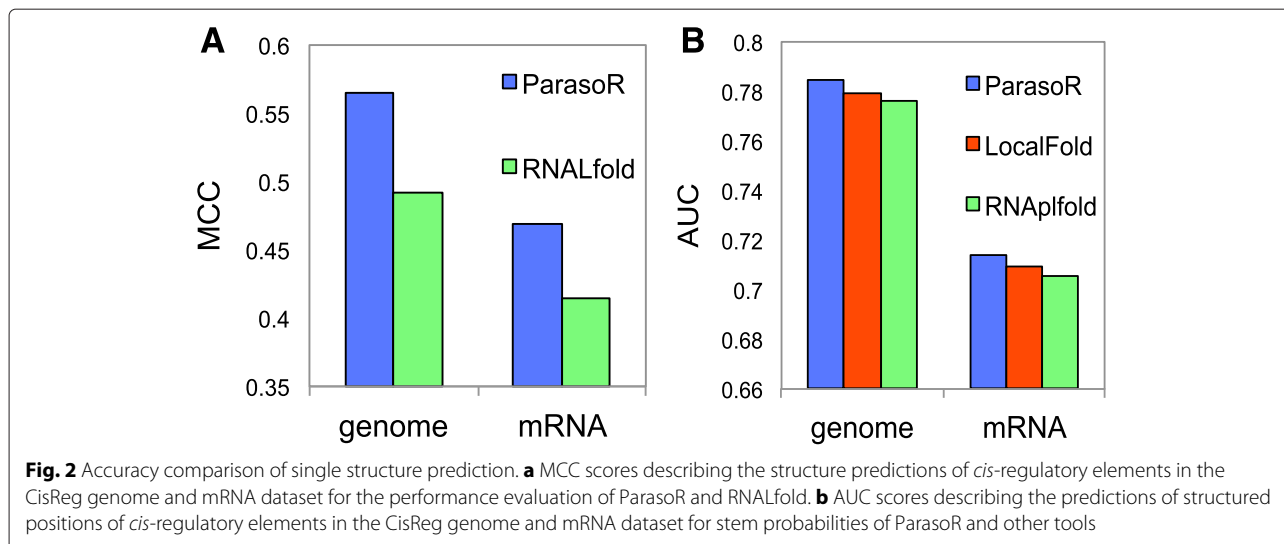 A
B
0.6
0.55
0.5
0.45
0.4
0.35
MCC
ParasoR
RNALfold
genome mRNA
0.8
0.78
0.76
0.74
0.72
0.7
0.68
0.66
AUC
ParasoR
LocalFold
RNAplfold
genome mRNA
Fig. 2 Accuracy comparison of single structure prediction. a MCC scores describing the structure predictions of cis-regulatory elements in the
CisReg genome and mRNA dataset for the performance evaluation of ParasoR and RNALfold. b AUC scores describing the predictions of structured
positions of cis-regulatory elements in the CisReg genome and mRNA dataset for stem probabilities of ParasoR and other tools